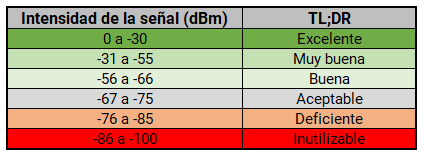 Intensidad de la señal (dBm) TL;DR
0 a -30 Excelente
-31 a -55 Muy buena
-56 a -66 Buena
-67 a -75 Aceptable
-76 a -85 Deficiente
-86 a -100 Inutilizable